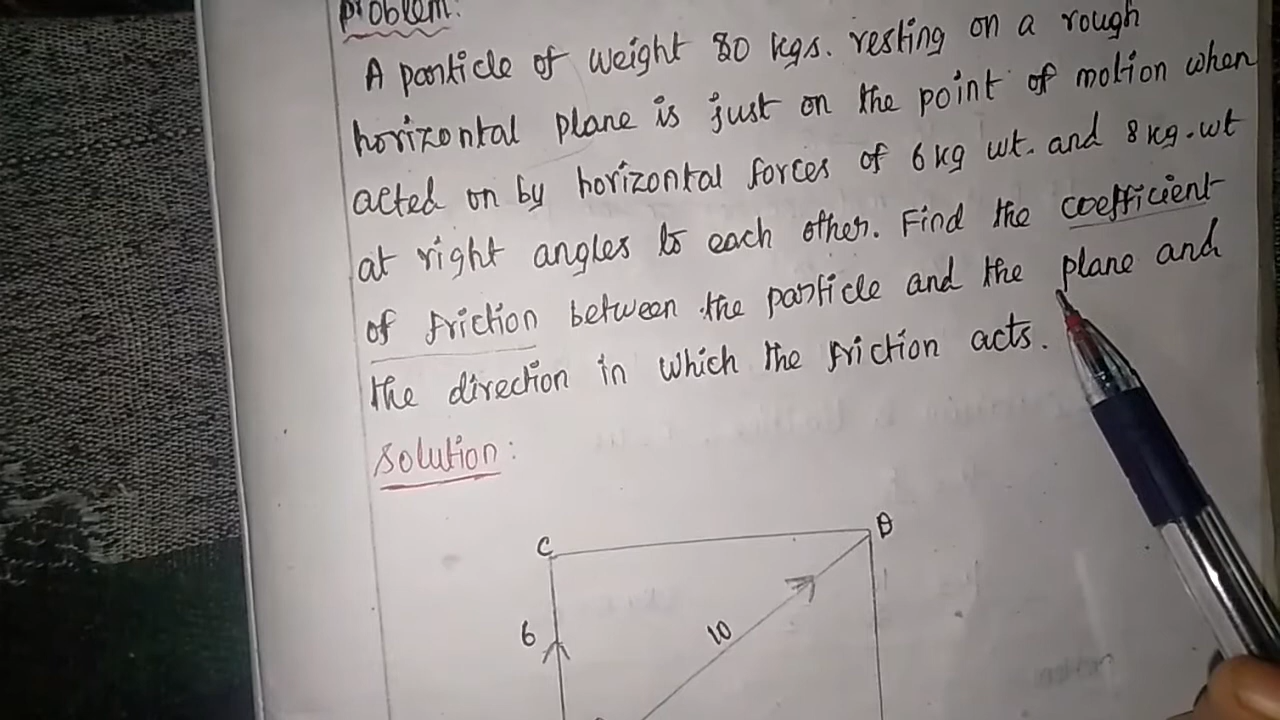 Problem:
A particle of weight 30 kgs. resting on a rough
horizontal plane is just on the point of motion when
acted on by horizontal forces of 6 kg wt. and 8 kg.wt
at right angles to each other. Find the coefficient
of friction between the particle and the plane and
the direction in which the friction acts.
Solution:
C
B
6
10